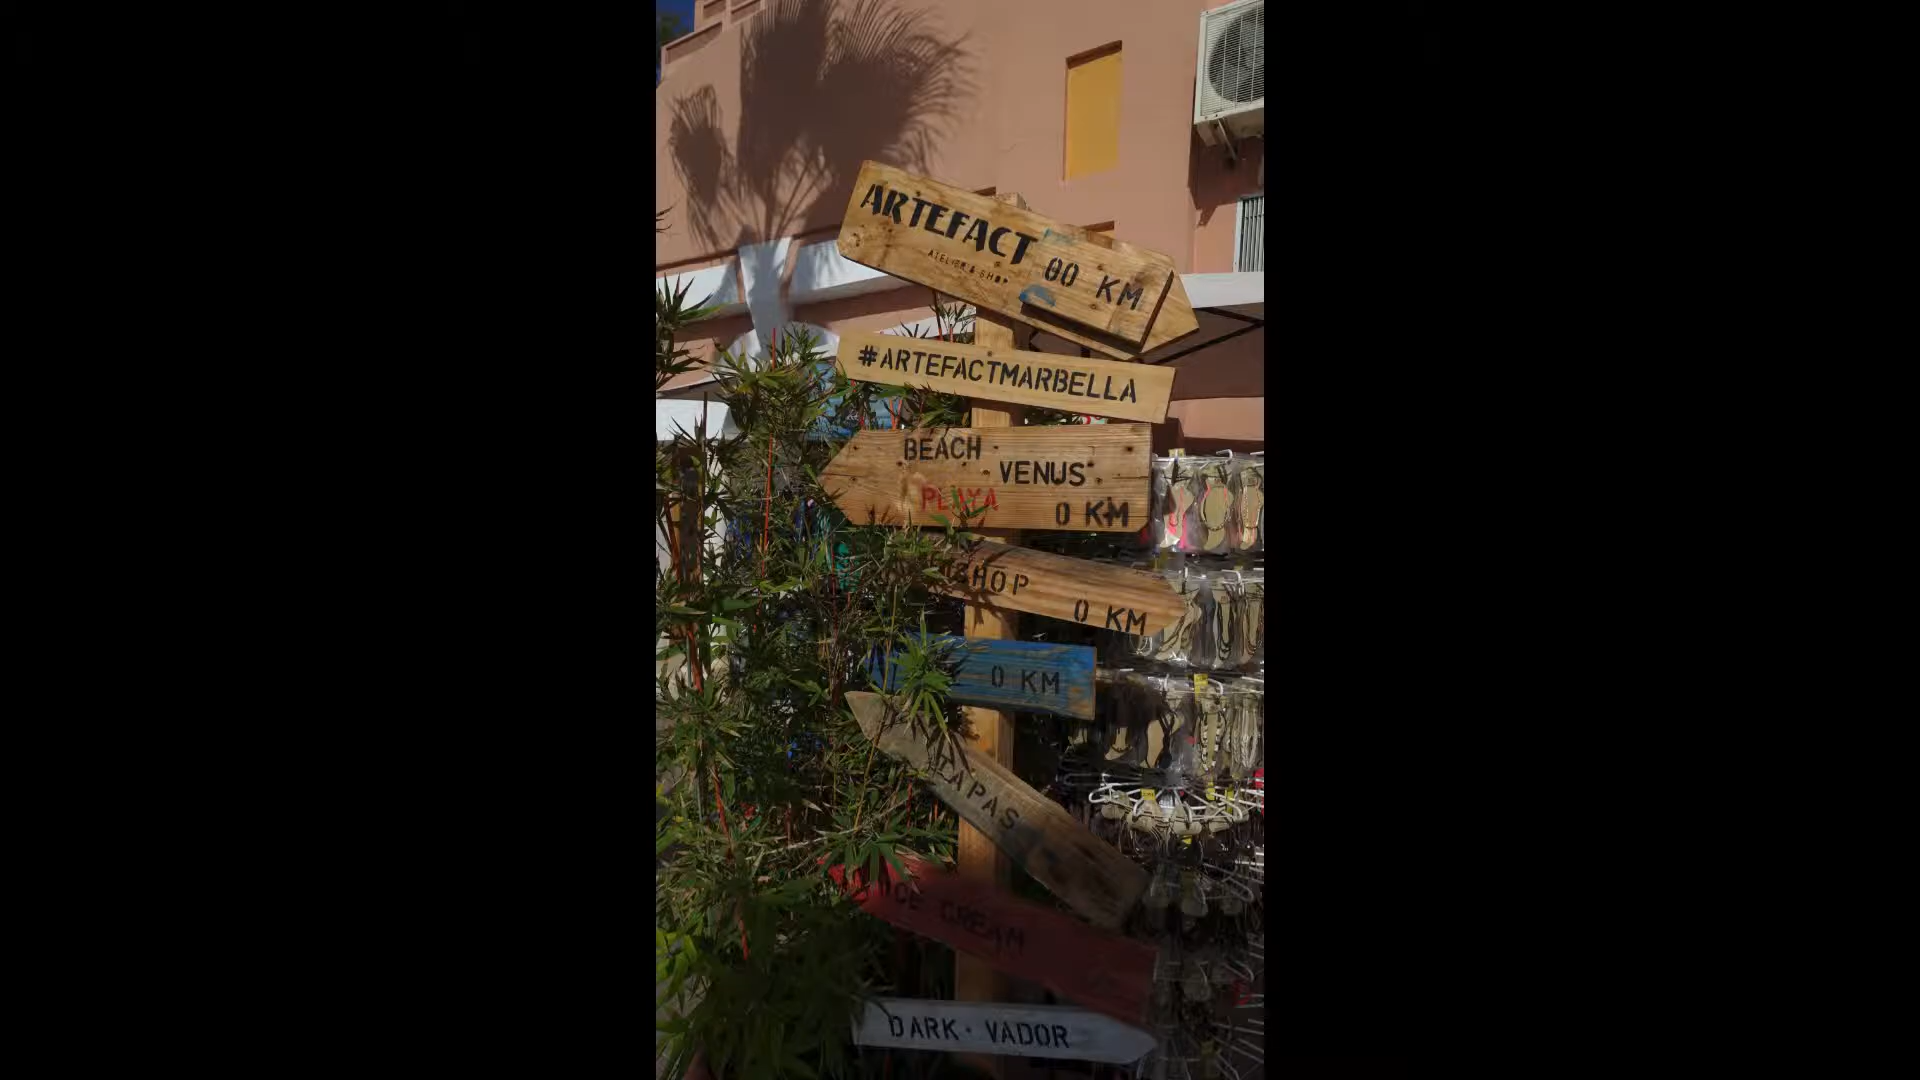 ARTEFACT
ATELIER & SHOP
00 KM
#ARTEFACTMARBELLA
BEACH
VENUS
PLAYA
0 KM
SHOP
0 KM
0 KM
TAPAS
ICE CREAM
DARK · VADOR